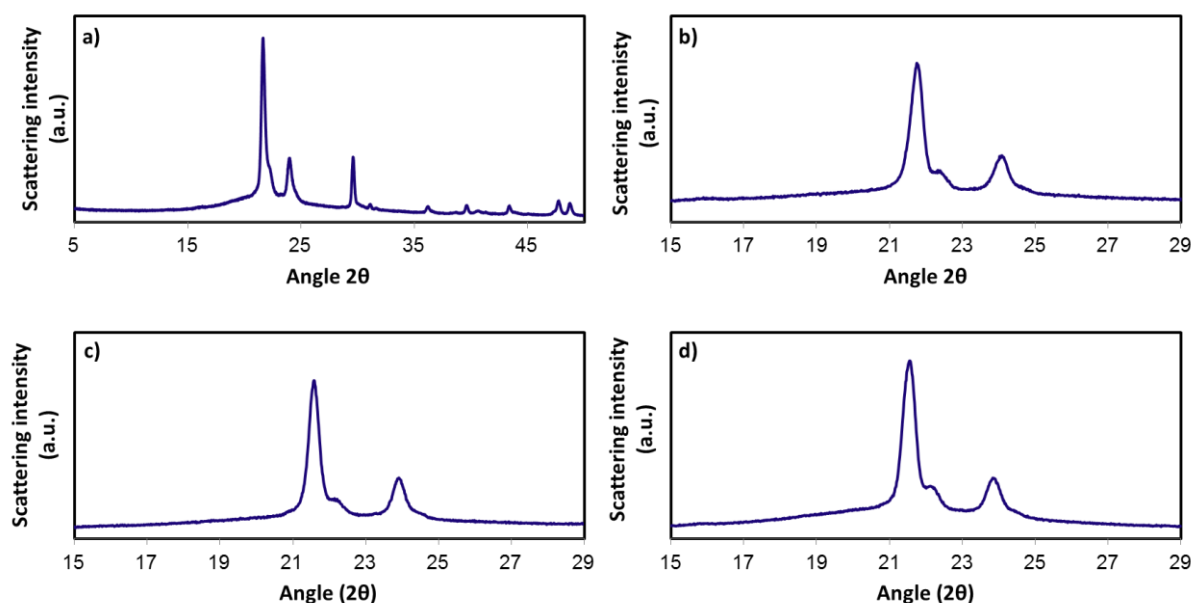 a)
Scattering intensity
(a.u.)
5 15 25 35 45
Angle 2θ
b)
Scattering intenisty
(a.u.)
15 17 19 21 23 25 27 29
Angle 2θ
c)
Scattering intensity
(a.u.)
15 17 19 21 23 25 27 29
Angle (2θ)
d)
Scattering intensity
(a.u.)
15 17 19 21 23 25 27 29
Angle (2θ)